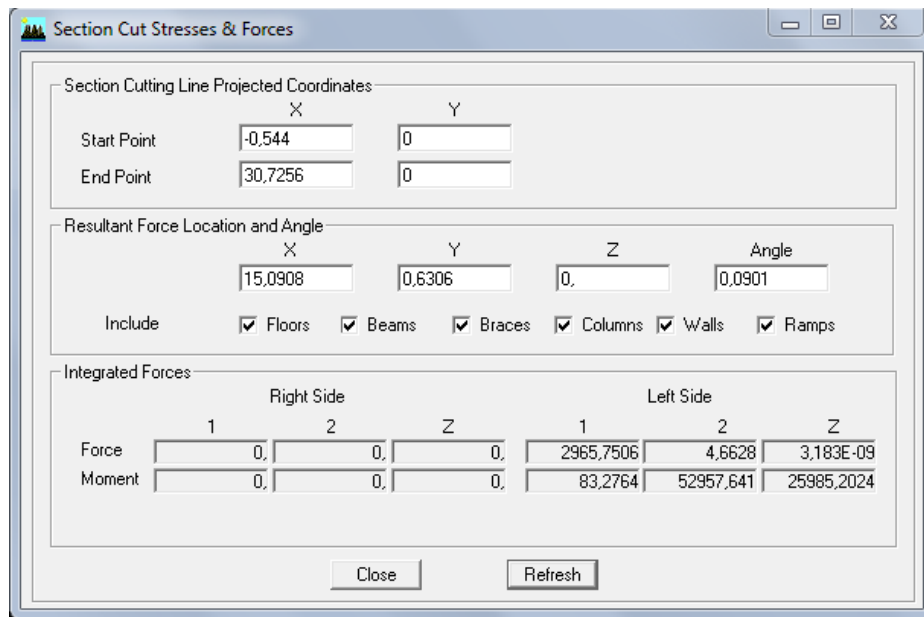 Section Cut Stresses & Forces
Section Cutting Line Projected Coordinates
X Y
Start Point -0,544 0
End Point 30,7256 0
Resultant Force Location and Angle
X Y Z Angle
15,0908 0,6306 0, 0,0901
Include Floors Beams Braces Columns Walls Ramps
Integrated Forces
Right Side Left Side
1 2 Z 1 2 Z
Force 0, 0, 0, 2965,7506 4,6628 3,183E-09
Moment 0, 0, 0, 83,2764 52957,641 25985,2024
Close Refresh